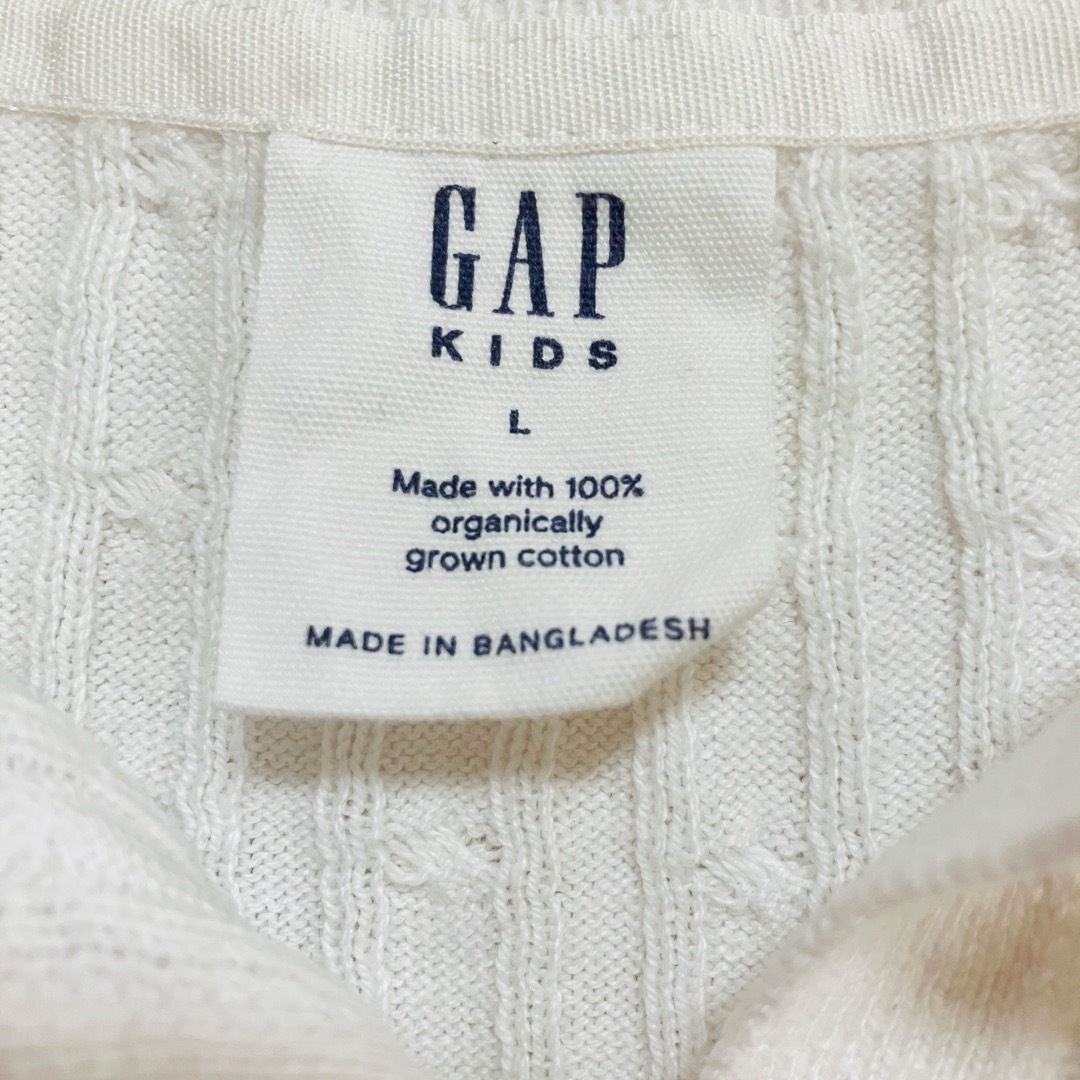 GAP
KIDS
L
Made with 100%
organically
grown cotton
MADE IN BANGLADESH